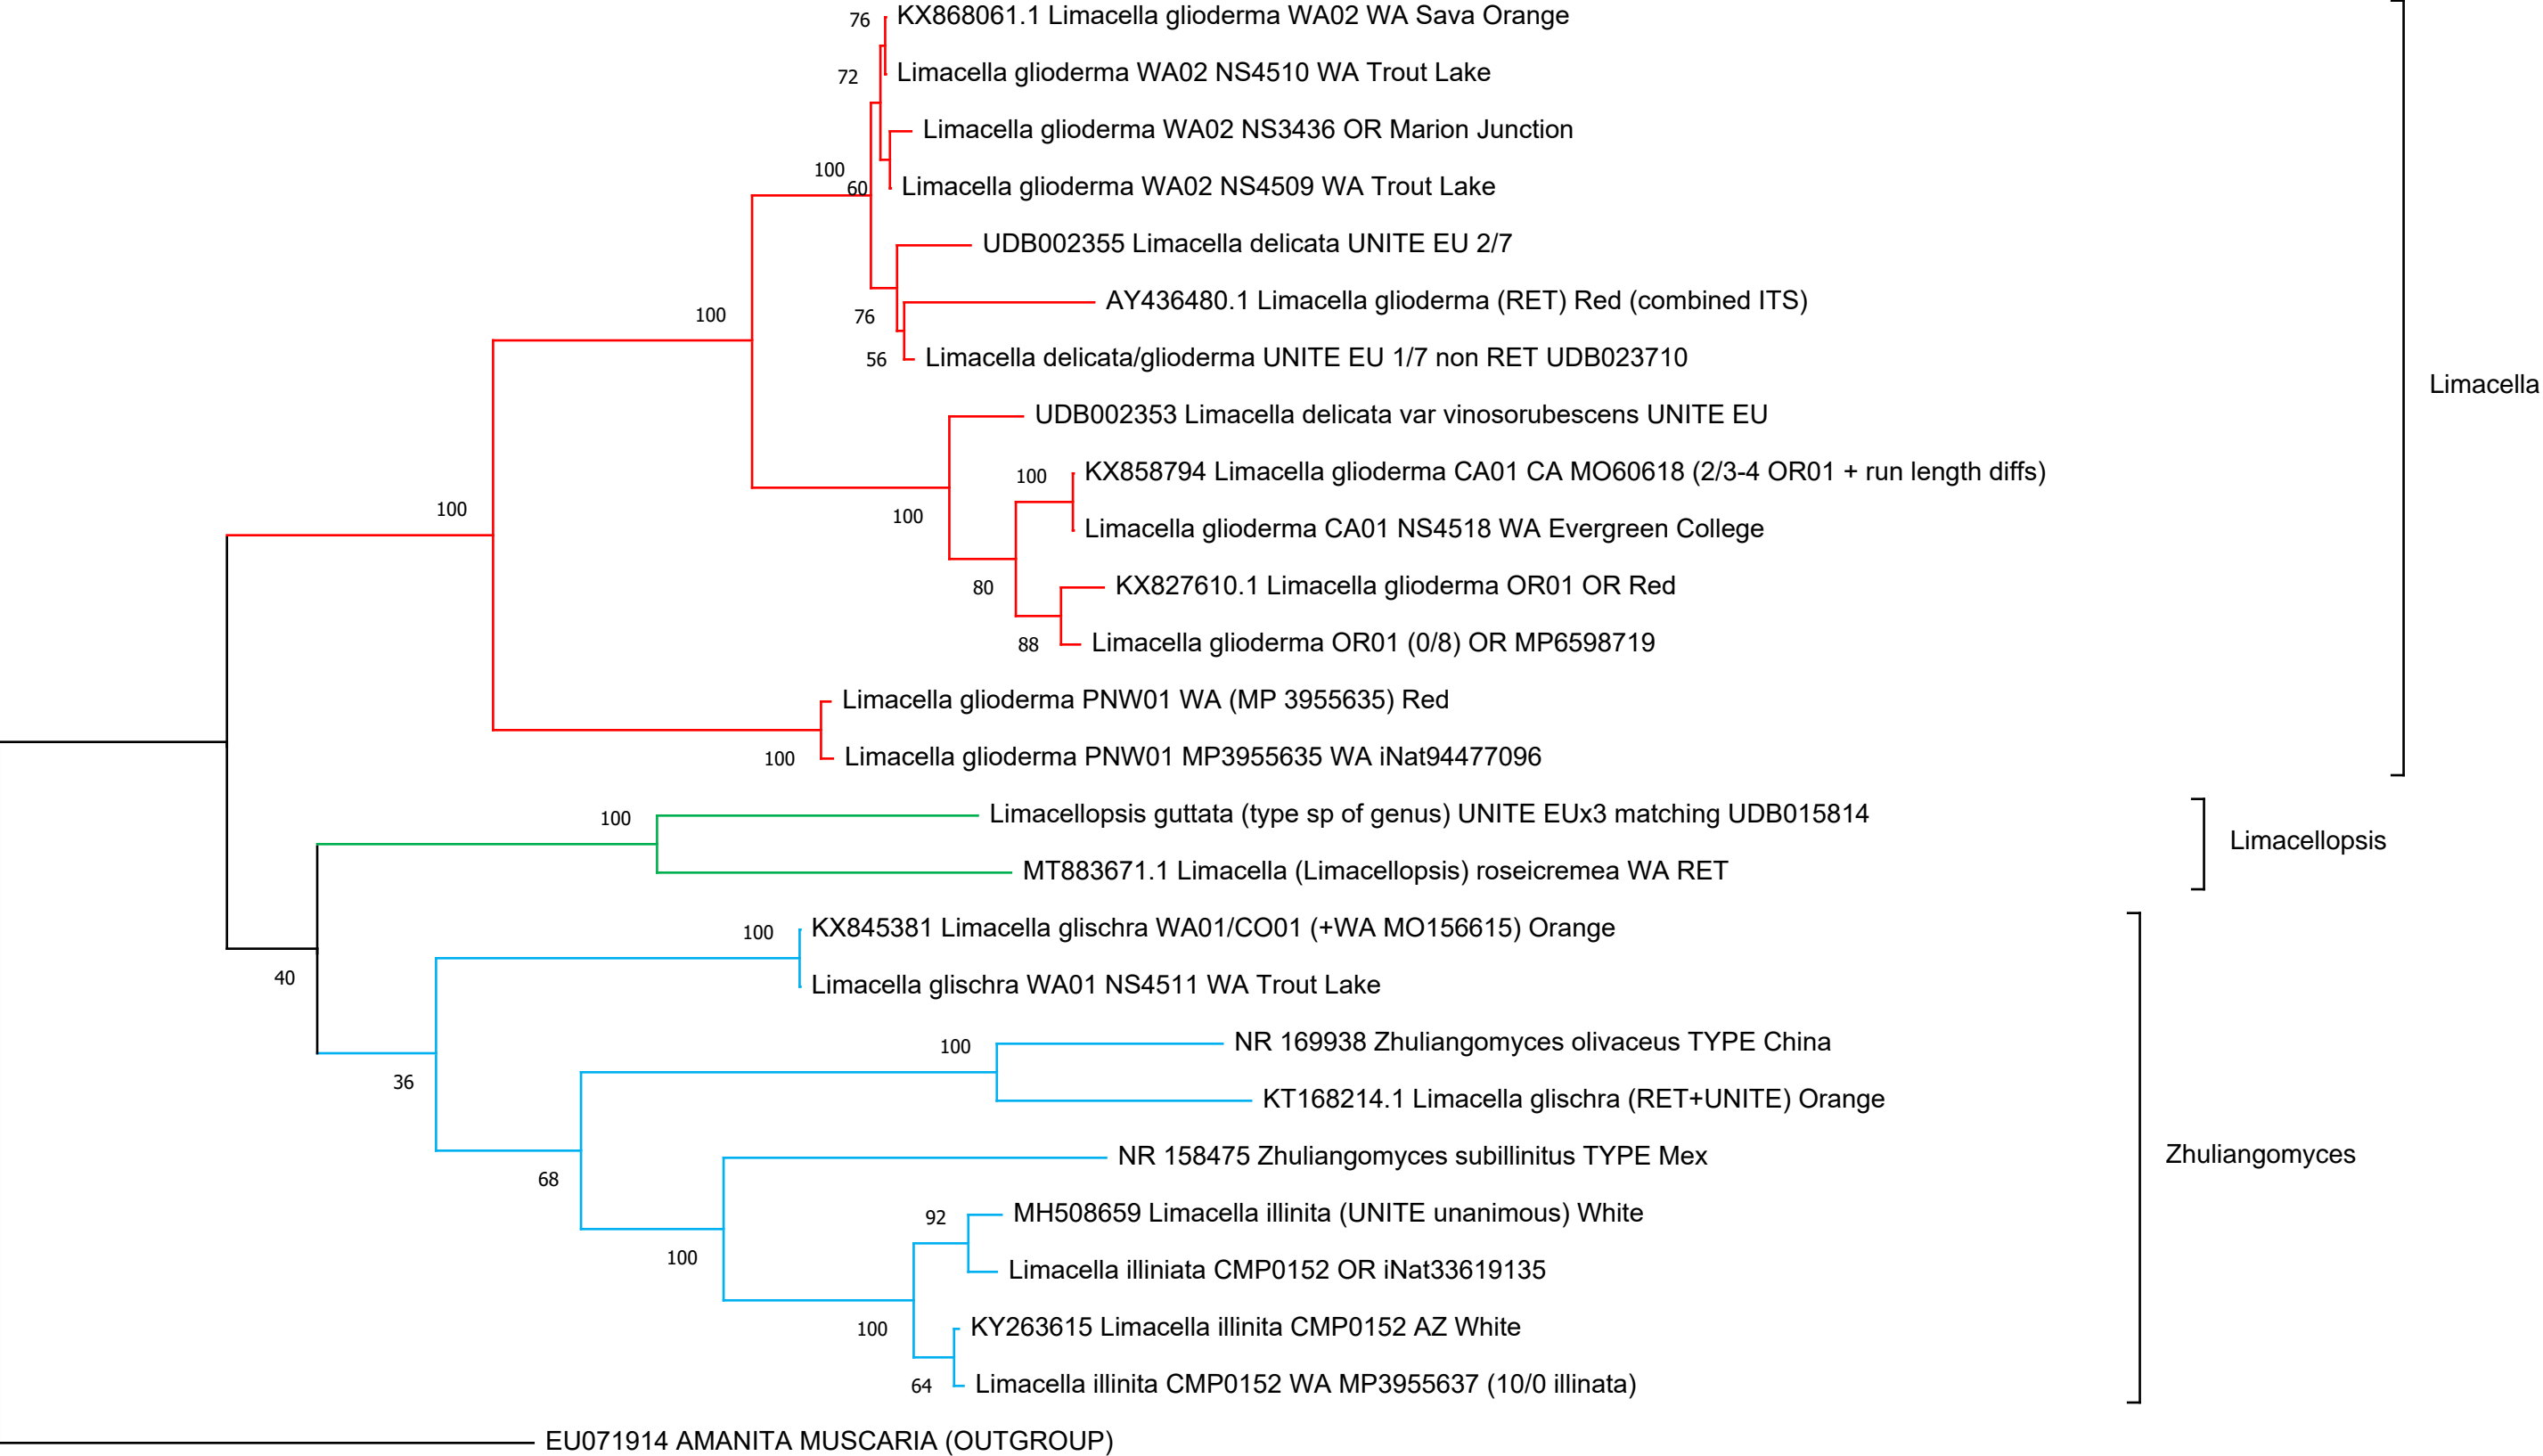 76
KX868061.1 Limacella glioderma WA02 WA Sava Orange
72
Limacella glioderma WA02 NS4510 WA Trout Lake
Limacella glioderma WA02 NS3436 OR Marion Junction
100
60
Limacella glioderma WA02 NS4509 WA Trout Lake
UDB002355 Limacella delicata UNITE EU 2/7
AY436480.1 Limacella glioderma (RET) Red (combined ITS)
100
76
56
Limacella delicata/glioderma UNITE EU 1/7 non RET UDB023710
Limacella
UDB002353 Limacella delicata var vinosorubescens UNITE EU
100
KX858794 Limacella glioderma CA01 CA MO60618 (2/3-4 OR01 + run length diffs)
100
100
Limacella glioderma CA01 NS4518 WA Evergreen College
80
KX827610.1 Limacella glioderma OR01 OR Red
88
Limacella glioderma OR01 (0/8) OR MP6598719
Limacella glioderma PNW01 WA (MP 3955635) Red
100
Limacella glioderma PNW01 MP3955635 WA iNat94477096
100
Limacellopsis guttata (type sp of genus) UNITE EUx3 matching UDB015814
Limacellopsis
MT883671.1 Limacella (Limacellopsis) roseicremea WA RET
100
KX845381 Limacella glischra WA01/CO01 (+WA MO156615) Orange
40
Limacella glischra WA01 NS4511 WA Trout Lake
100
NR 169938 Zhuliangomyces olivaceus TYPE China
36
KT168214.1 Limacella glischra (RET+UNITE) Orange
68
NR 158475 Zhuliangomyces subillinitus TYPE Mex
Zhuliangomyces
92
MH508659 Limacella illinita (UNITE unanimous) White
100
Limacella illiniata CMP0152 OR iNat33619135
100
KY263615 Limacella illinita CMP0152 AZ White
64
Limacella illinita CMP0152 WA MP3955637 (10/0 illinata)
EU071914 AMANITA MUSCARIA (OUTGROUP)